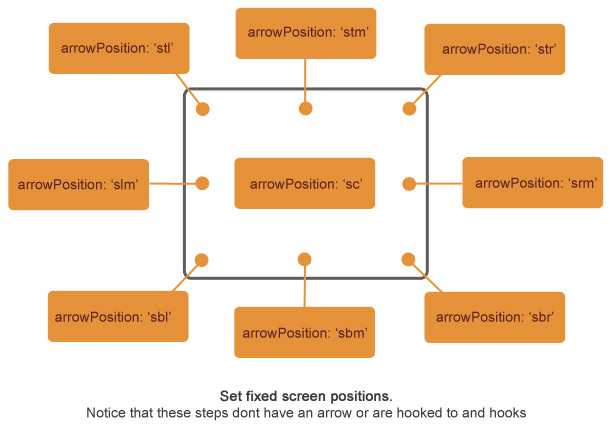 arrowPosition: ‘stl’
arrowPosition: ‘stm’
arrowPosition: ‘str’
arrowPosition: ‘slm’
arrowPosition: ‘sc’
arrowPosition: ‘srm’
arrowPosition: ‘sbl’
arrowPosition: ‘sbm’
arrowPosition: ‘sbr’
Set fixed screen positions.
Notice that these steps dont have an arrow or are hooked to and hooks